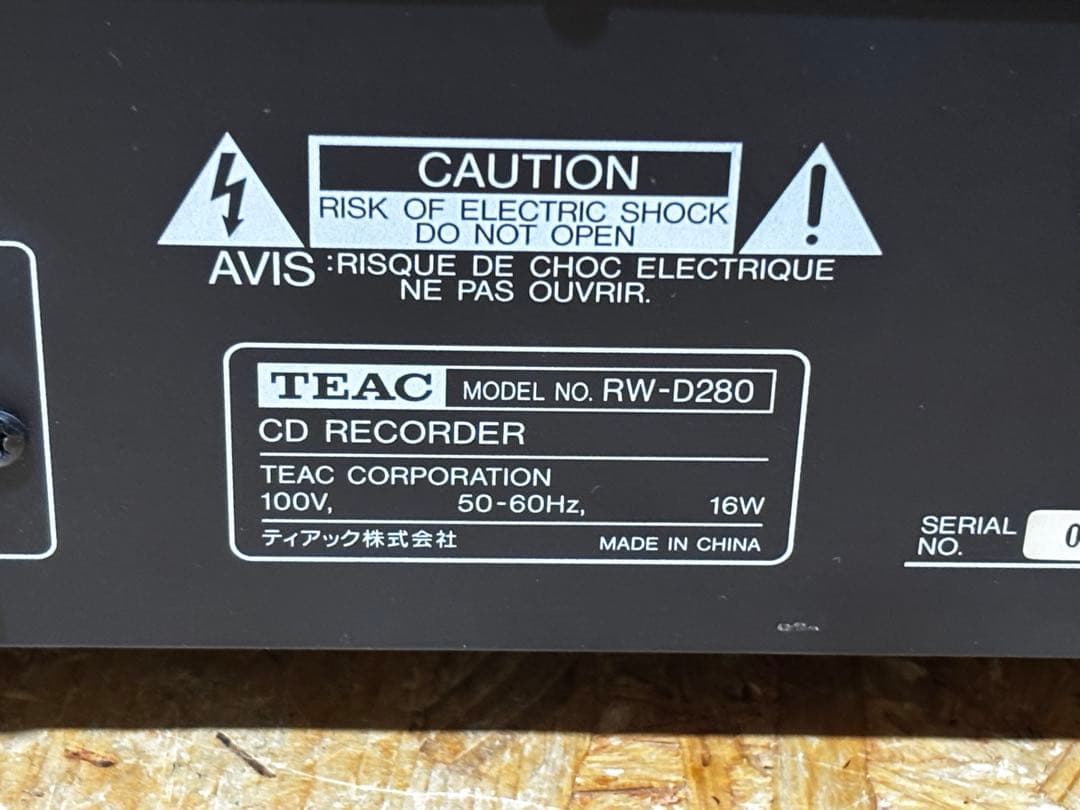 CAUTION
RISK OF ELECTRIC SHOCK
DO NOT OPEN
AVIS :RISQUE DE CHOC ELECTRIQUE
NE PAS OUVRIR.
TEAC MODEL NO. RW-D280
CD RECORDER
TEAC CORPORATION
100V, 50-60Hz, 16W
ティアック株式会社 MADE IN CHINA
SERIAL
NO. 0